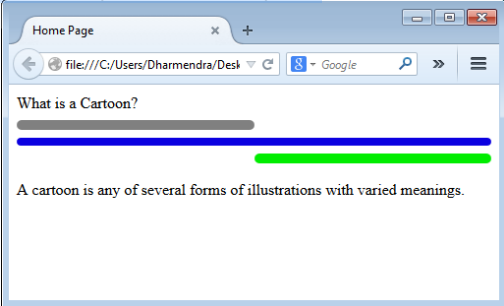 Home Page
file:///C:/Users/Dharmendra/Desk
8 Google
What is a Cartoon?
A cartoon is any of several forms of illustrations with varied meanings.